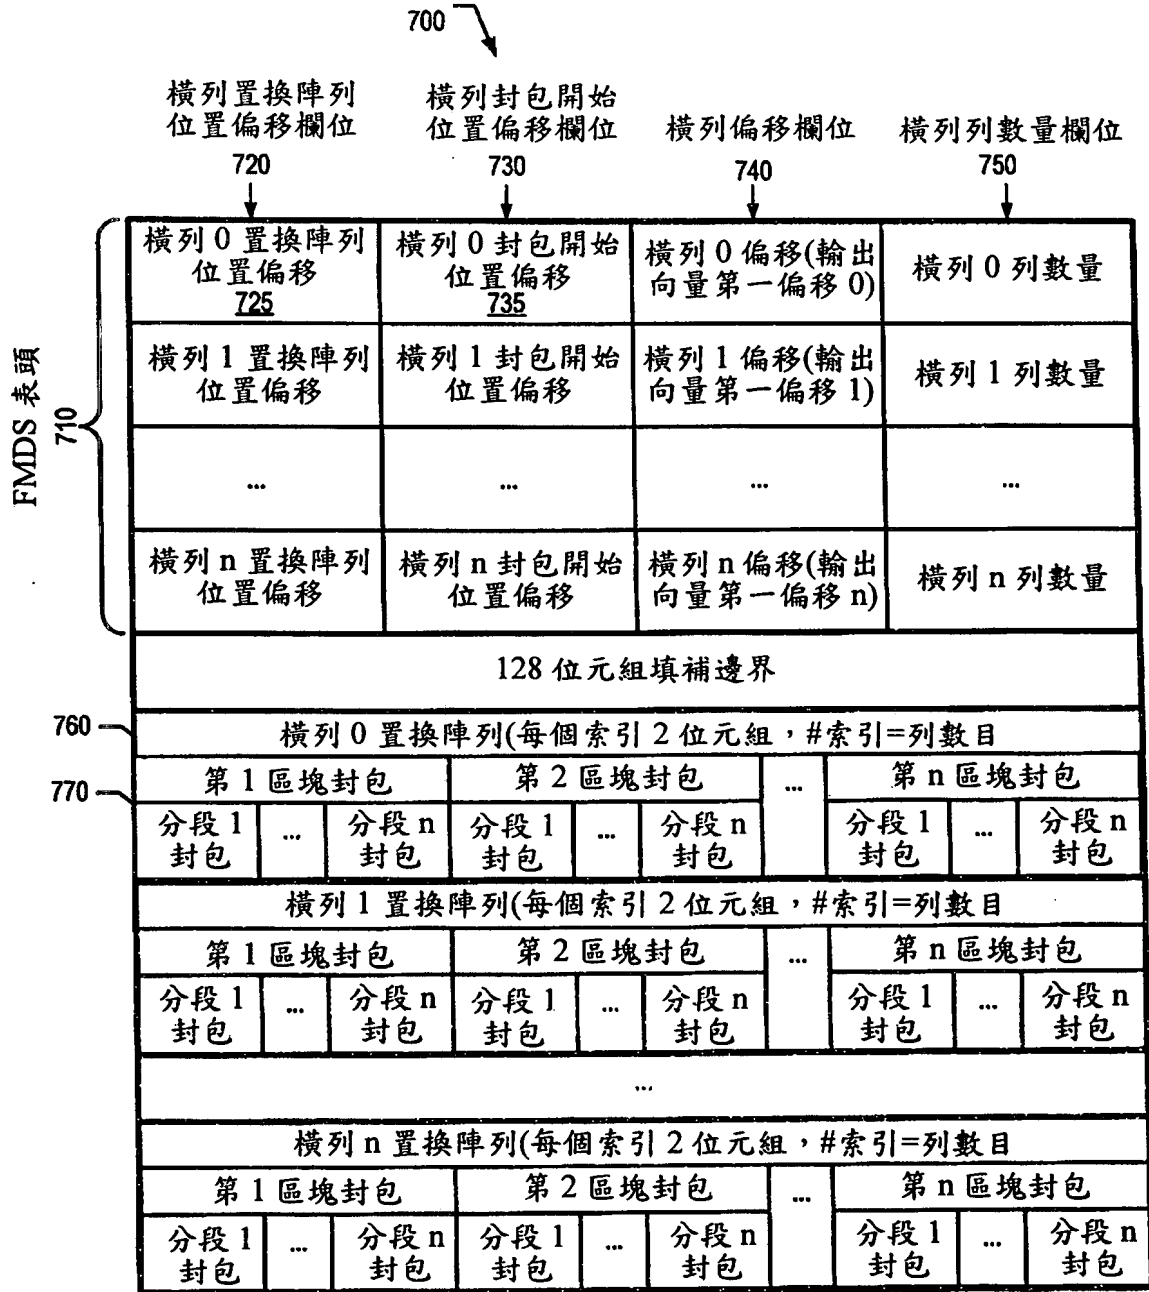 700
橫列置換陣列
位置偏移欄位
720
橫列封包開始
位置偏移欄位
730
橫列偏移欄位
740
橫列列數量欄位
750
FMDS 表頭
710
橫列 0 置換陣列
位置偏移
725
橫列 0 封包開始
位置偏移
735
橫列 0 偏移(輸出
向量第一偏移 0)
橫列 0 列數量
橫列 1 置換陣列
位置偏移
橫列 1 封包開始
位置偏移
橫列 1 偏移(輸出
向量第一偏移 1)
橫列 1 列數量
... ... ... ...
橫列 n 置換陣列
位置偏移
橫列 n 封包開始
位置偏移
橫列 n 偏移(輸出
向量第一偏移 n)
橫列 n 列數量
128 位元組填補邊界
760
橫列 0 置換陣列(每個索引 2 位元組，#索引=列數目
770
第 1 區塊封包 第 2 區塊封包 ... 第 n 區塊封包
分段 1 ... 分段 n 分段 1 ... 分段 n 分段 1 ... 分段 n
封包 封包 封包 封包 封包 封包
橫列 1 置換陣列(每個索引 2 位元組，#索引=列數目
第 1 區塊封包 第 2 區塊封包 ... 第 n 區塊封包
分段 1 ... 分段 n 分段 1 ... 分段 n 分段 1 ... 分段 n
封包 封包 封包 封包 封包 封包
...
橫列 n 置換陣列(每個索引 2 位元組，#索引=列數目
第 1 區塊封包 第 2 區塊封包 ... 第 n 區塊封包
分段 1 ... 分段 n 分段 1 ... 分段 n 分段 1 ... 分段 n
封包 封包 封包 封包 封包 封包